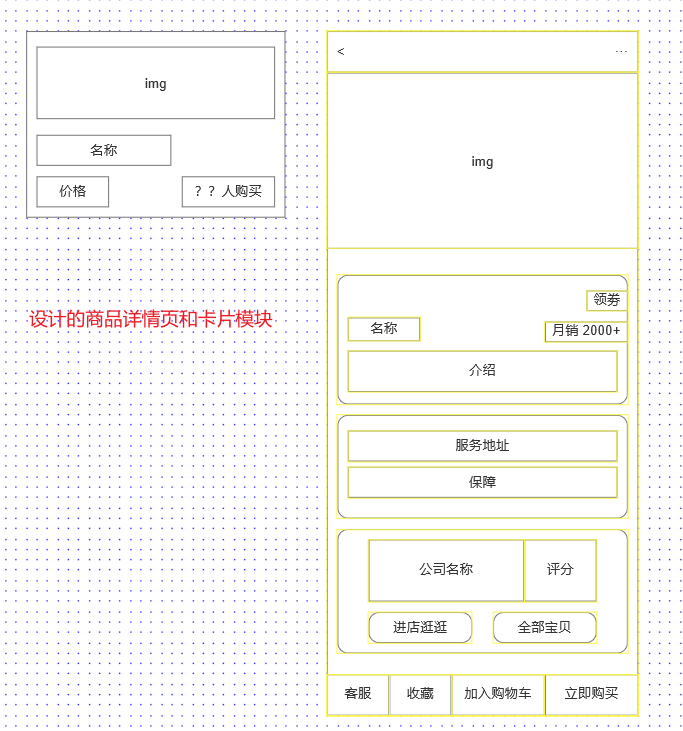 img
名称
价格
？？人购买
设计的商品详情页和卡片模块
<
...
img
领券
名称
月销 2000+
介绍
服务地址
保障
公司名称
评分
进店逛逛
全部宝贝
客服
收藏
加入购物车
立即购买